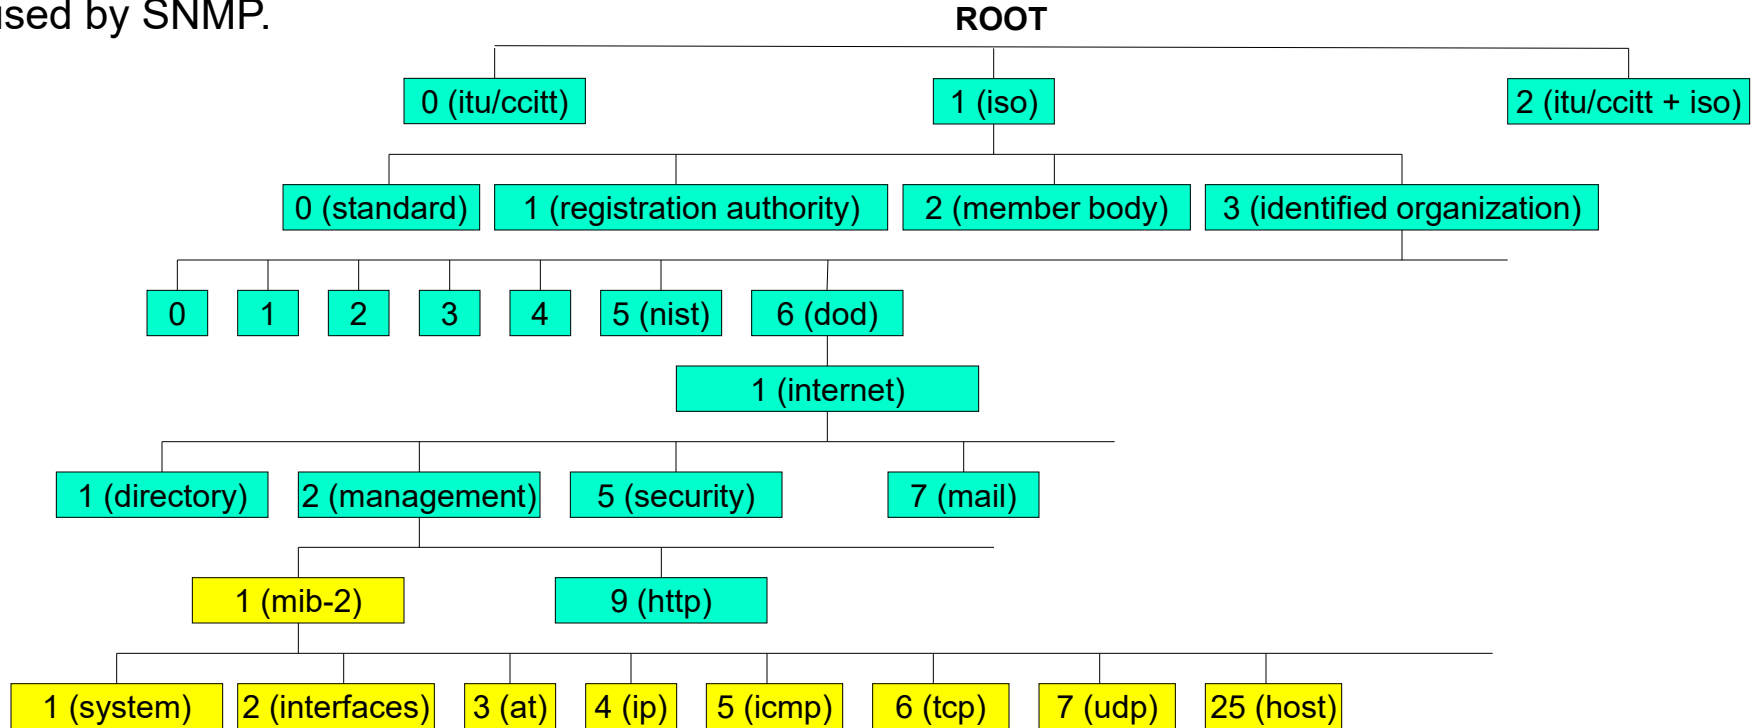 used by SNMP.
ROOT
0 (itu/ccitt)
1 (iso)
2 (itu/ccitt + iso)
0 (standard)
1 (registration authority)
2 (member body)
3 (identified organization)
0
1
2
3
4
5 (nist)
6 (dod)
1 (internet)
1 (directory)
2 (management)
5 (security)
7 (mail)
1 (mib-2)
9 (http)
1 (system)
2 (interfaces)
3 (at)
4 (ip)
5 (icmp)
6 (tcp)
7 (udp)
25 (host)